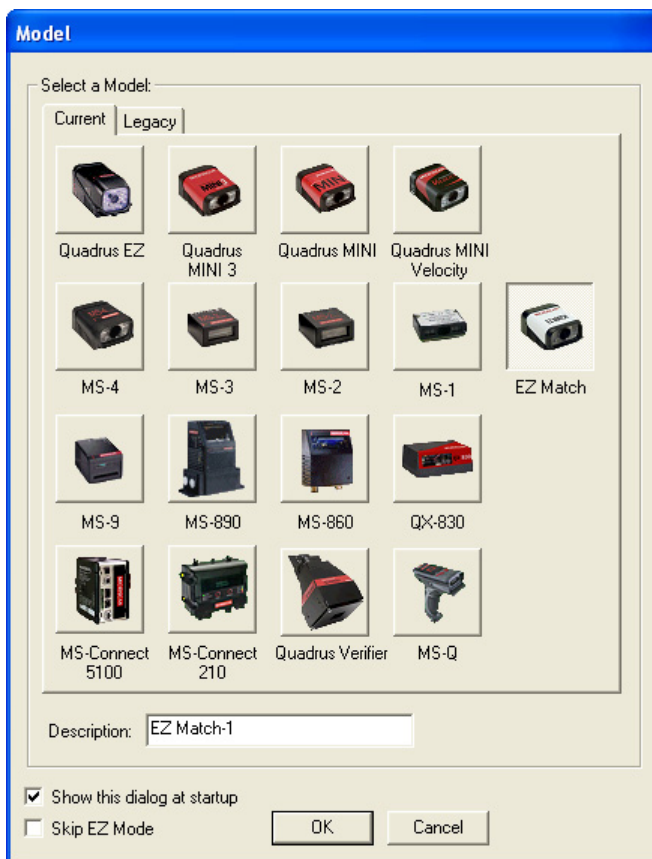 Model
Select a Model:
Current
Legacy
Quadrus EZ
Quadrus
MINI 3
Quadrus MINI
Quadrus MINI
Velocity
MS-4
MS-3
MS-2
MS-1
EZ Match
MS-9
MS-890
MS-860
QX-830
MS-Connect
5100
MS-Connect
210
Quadrus Verifier
MS-Q
Description:
EZ Match-1
Show this dialog at startup
Skip EZ Mode
OK
Cancel